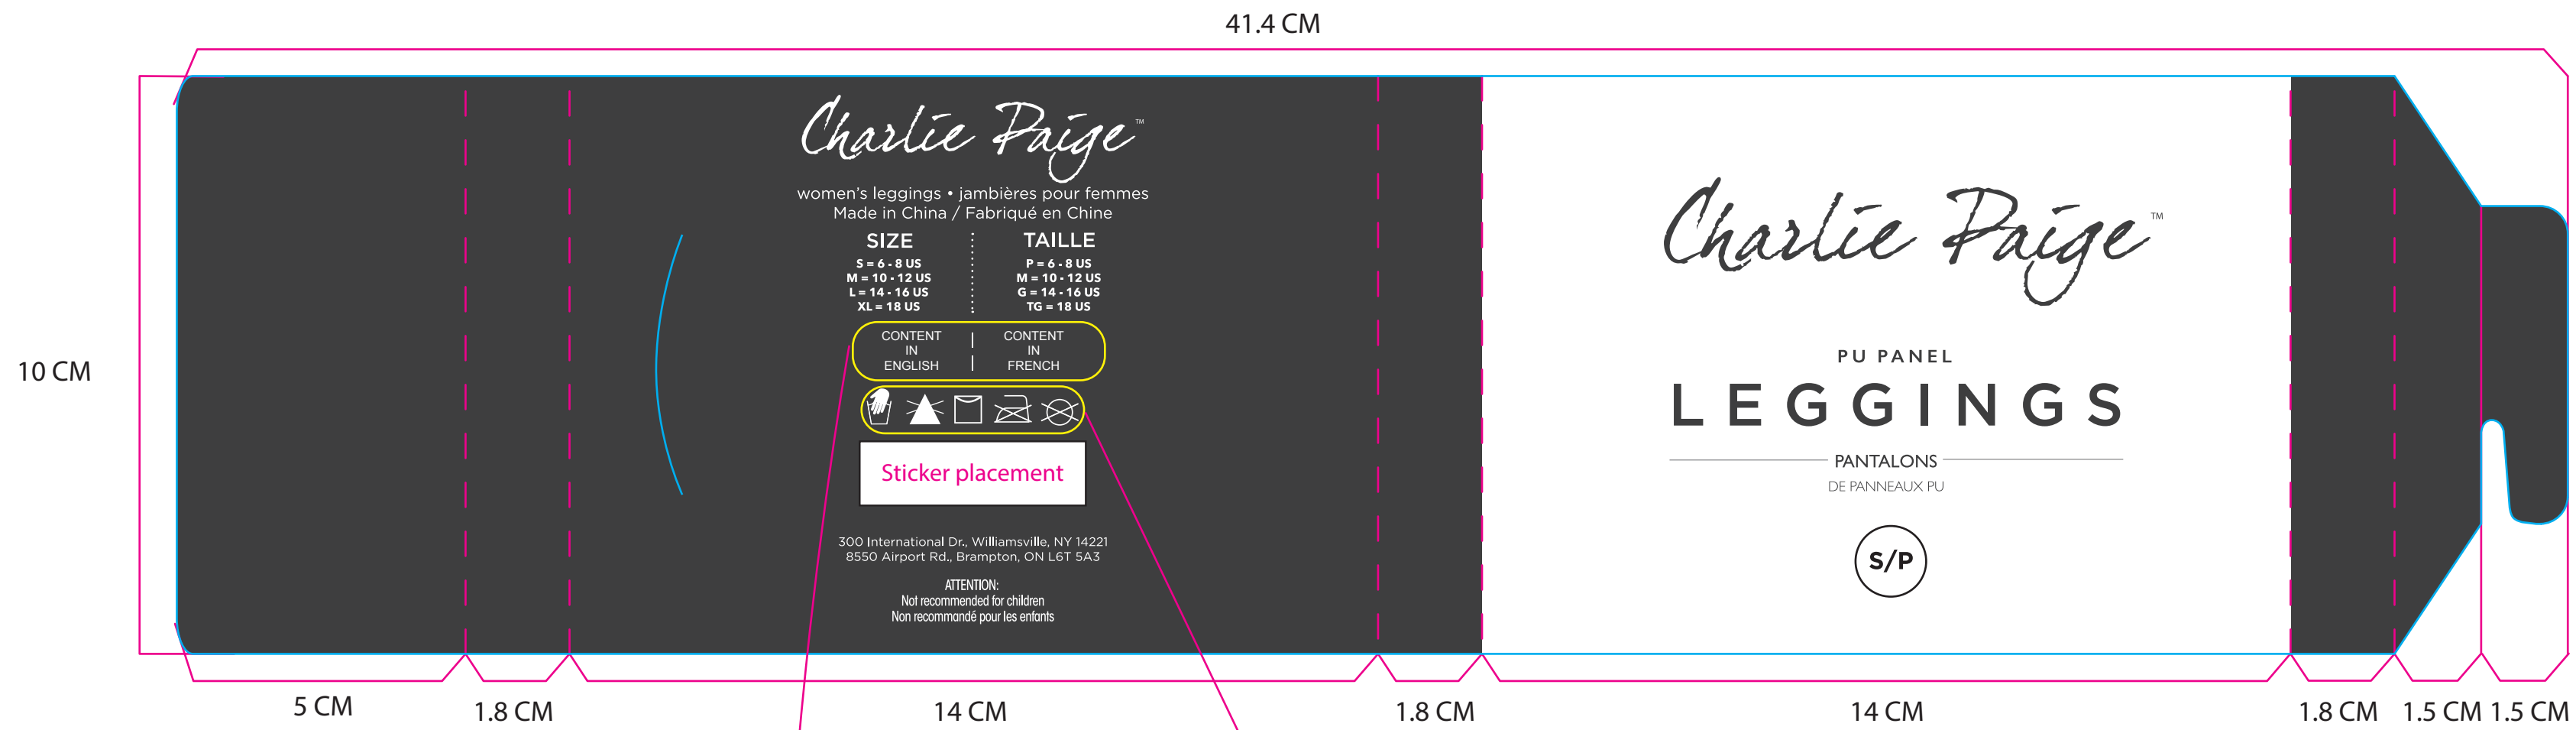 41.4 CM
10 CM
Charlie Paige™
women's leggings • jambières pour femmes
Made in China / Fabriqué en Chine
SIZE
S = 6 - 8 US
M = 10 - 12 US
L = 14 - 16 US
XL = 18 US
TAILLE
P = 6 - 8 US
M = 10 - 12 US
G = 14 - 16 US
TG = 18 US
CONTENT
IN
ENGLISH
CONTENT
IN
FRENCH
Sticker placement
300 International Dr., Williamsville, NY 14221
8550 Airport Rd., Brampton, ON L6T 5A3
ATTENTION:
Not recommended for children
Non recommandé pour les enfants
Charlie Paige™
PU PANEL
LEGGINGS
PANTALONS
DE PANNEAUX PU
S/P
5 CM
1.8 CM
14 CM
1.8 CM
14 CM
1.8 CM
1.5 CM
1.5 CM